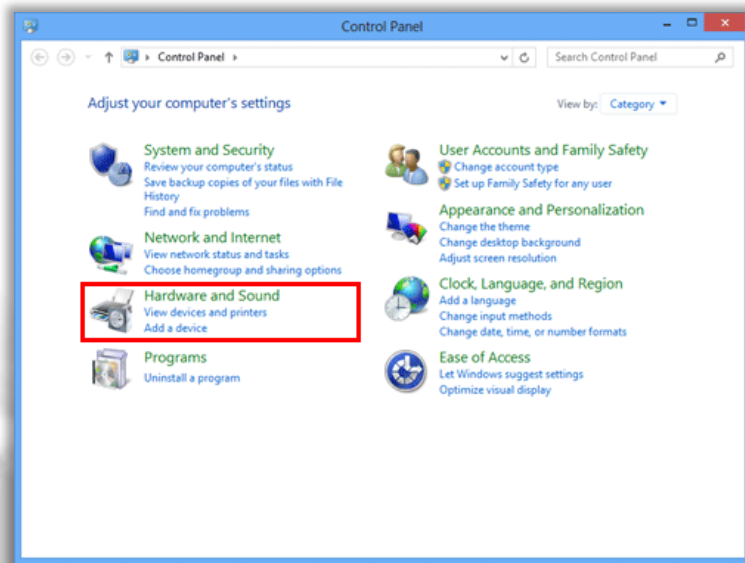 Control Panel
Control Panel
Search Control Panel
Adjust your computer's settings
View by: Category
System and Security
Review your computer's status
Save backup copies of your files with File
History
Find and fix problems
Network and Internet
View network status and tasks
Choose homegroup and sharing options
Hardware and Sound
View devices and printers
Add a device
Programs
Uninstall a program
User Accounts and Family Safety
Change account type
Set up Family Safety for any user
Appearance and Personalization
Change the theme
Change desktop background
Adjust screen resolution
Clock, Language, and Region
Add a language
Change input methods
Change date, time, or number formats
Ease of Access
Let Windows suggest settings
Optimize visual display